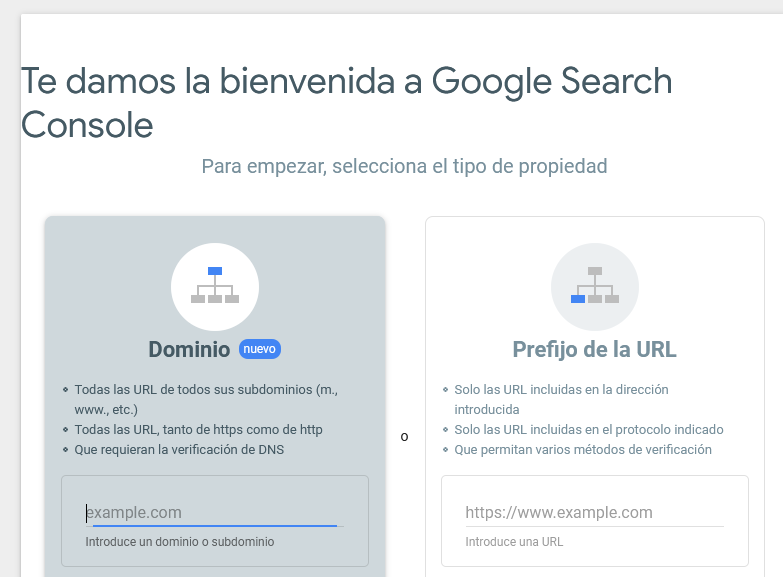 Te damos la bienvenida a Google Search
Console
Para empezar, selecciona el tipo de propiedad
Dominio nuevo
Todas las URL de todos sus subdominios (m.,
www., etc.)
Todas las URL, tanto de https como de http
Que requieran la verificación de DNS
example.com
Introduce un dominio o subdominio
o
Prefijo de la URL
Solo las URL incluidas en la dirección
introducida
Solo las URL incluidas en el protocolo indicado
Que permitan varios métodos de verificación
https://www.example.com
Introduce una URL